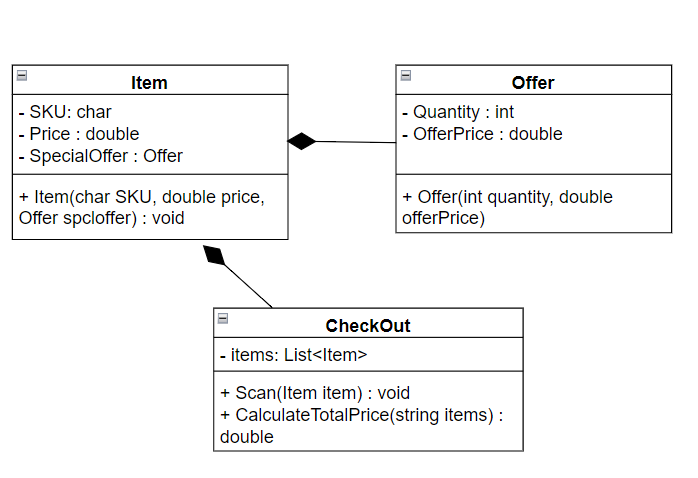 Item
- SKU: char
- Price : double
- SpecialOffer : Offer
+ Item(char SKU, double price,
Offer spcloffer) : void
Offer
- Quantity : int
- OfferPrice : double
+ Offer(int quantity, double
offerPrice)
CheckOut
- items: List<Item>
+ Scan(Item item) : void
+ CalculateTotalPrice(string items) :
double